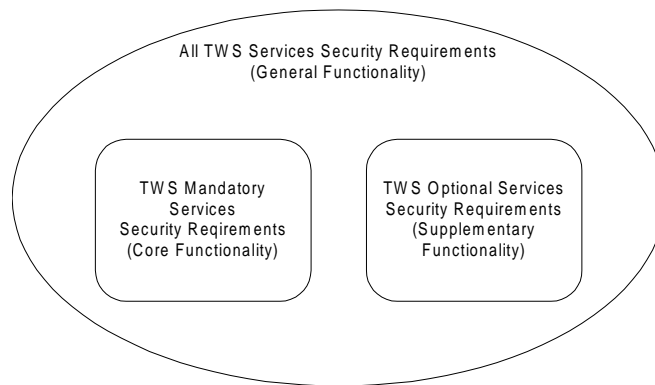 All TWS Services Security Requirements
(General Functionality)
TWS Mandatory
Services
Security Reqirements
(Core Functionality)
TWS Optional Services
Security Requirements
(Supplementary
Functionality)